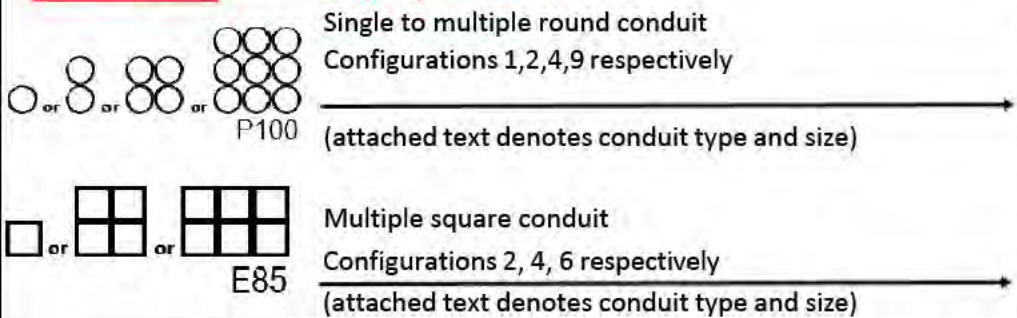 Single to multiple round conduit
Configurations 1,2,4,9 respectively
or or or
P100
(attached text denotes conduit type and size)
Multiple square conduit
or or
Configurations 2, 4, 6 respectively
E85
(attached text denotes conduit type and size)